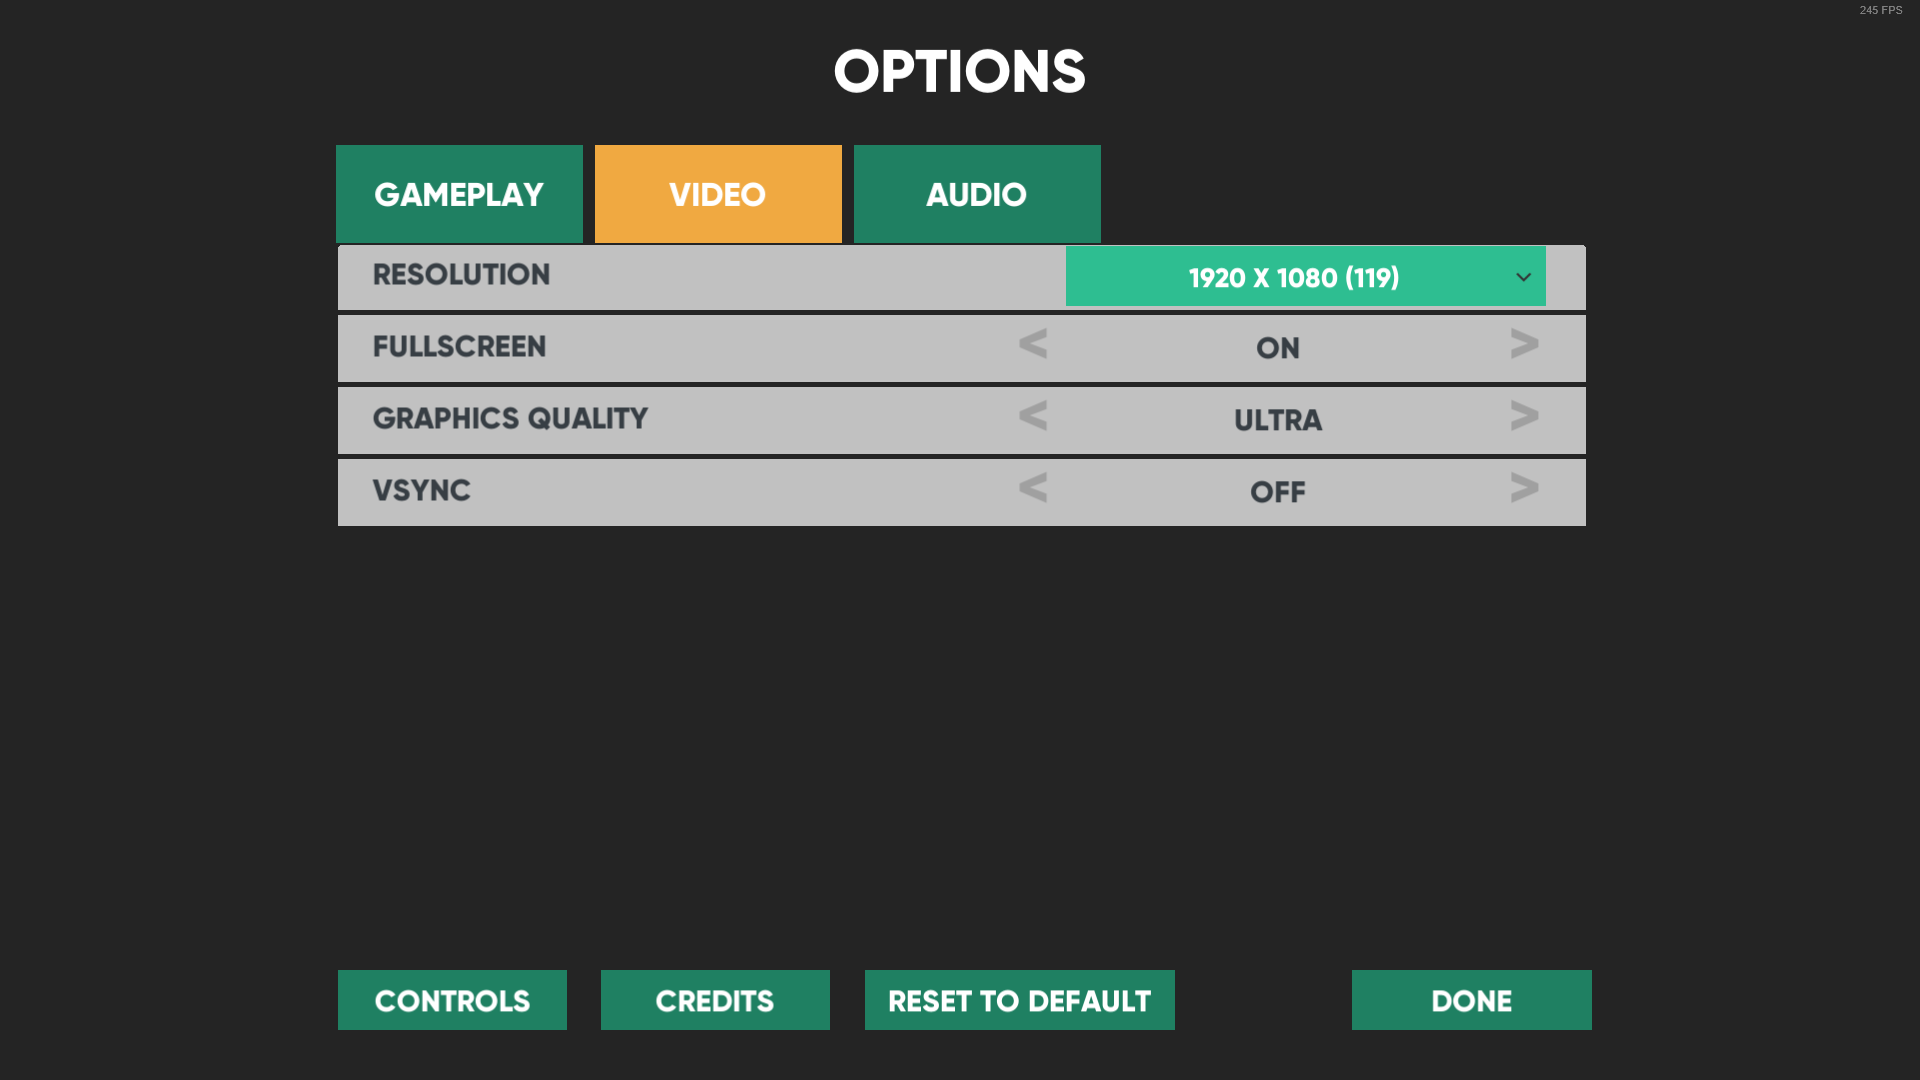 245 FPS
OPTIONS
GAMEPLAY VIDEO AUDIO
RESOLUTION 1920 X 1080 (119)
FULLSCREEN < ON >
GRAPHICS QUALITY < ULTRA >
VSYNC < OFF >
CONTROLS CREDITS RESET TO DEFAULT DONE